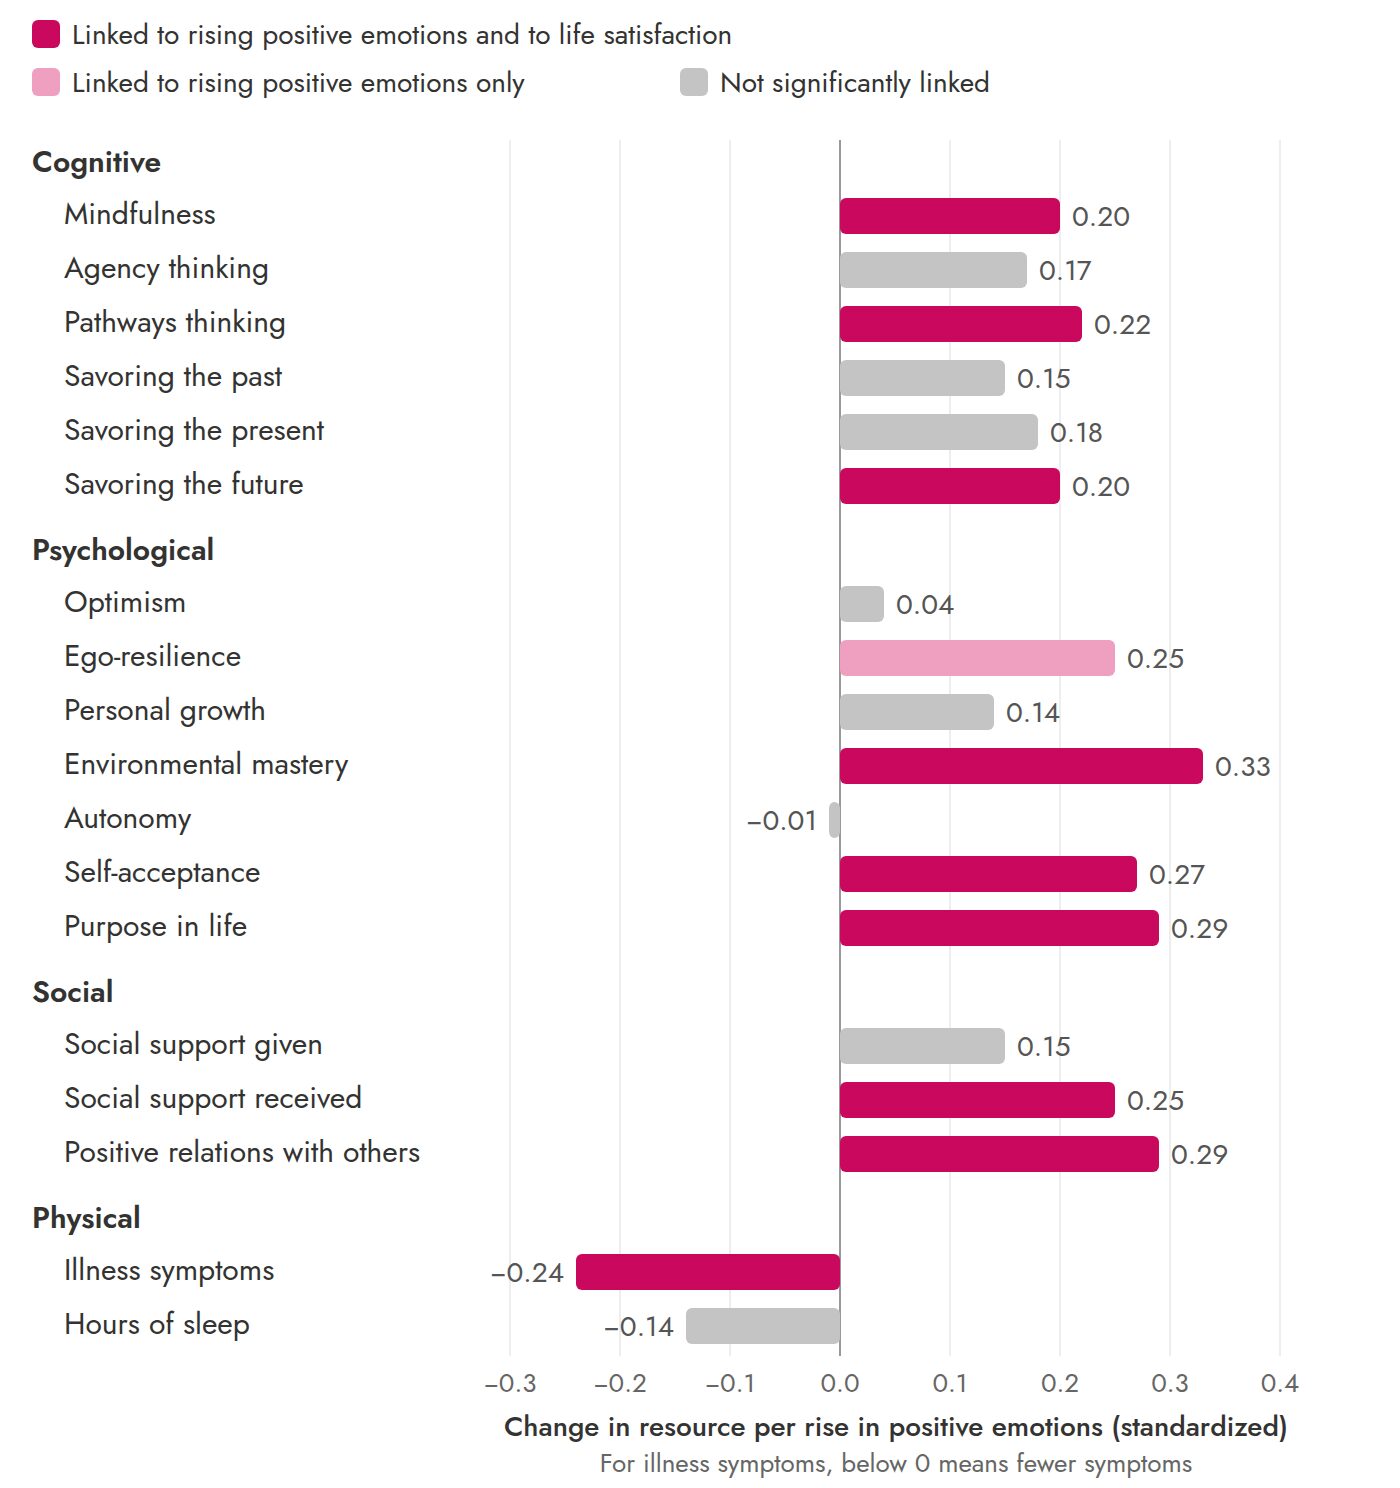 Linked to rising positive emotions and to life satisfaction
Linked to rising positive emotions only
Not significantly linked
Cognitive
Mindfulness 0.20
Agency thinking 0.17
Pathways thinking 0.22
Savoring the past 0.15
Savoring the present 0.18
Savoring the future 0.20
Psychological
Optimism 0.04
Ego-resilience 0.25
Personal growth 0.14
Environmental mastery 0.33
Autonomy −0.01
Self-acceptance 0.27
Purpose in life 0.29
Social
Social support given 0.15
Social support received 0.25
Positive relations with others 0.29
Physical
Illness symptoms −0.24
Hours of sleep −0.14
−0.3 −0.2 −0.1 0.0 0.1 0.2 0.3 0.4
Change in resource per rise in positive emotions (standardized)
For illness symptoms, below 0 means fewer symptoms